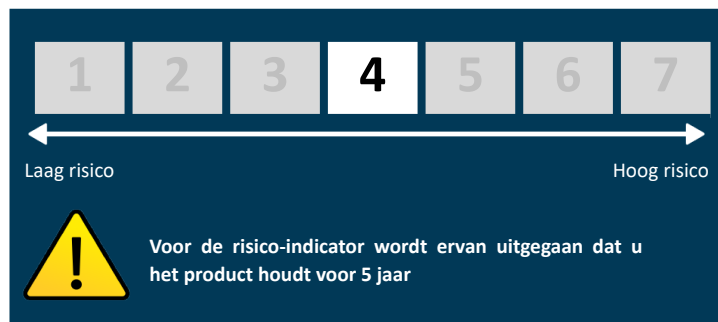 1 2 3 4 5 6 7
Laag risico Hoog risico
!
Voor de risico-indicator wordt ervan uitgegaan dat u
het product houdt voor 5 jaar